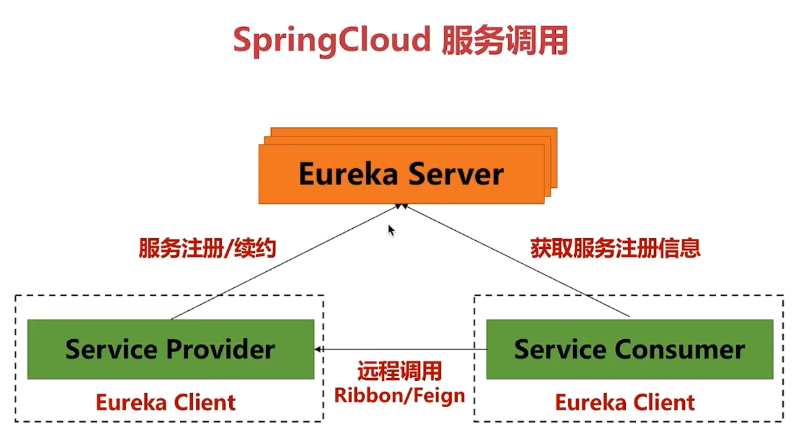 SpringCloud 服务调用
Eureka Server
服务注册/续约
获取服务注册信息
Service Provider
Service Consumer
远程调用
Ribbon/Feign
Eureka Client
Eureka Client